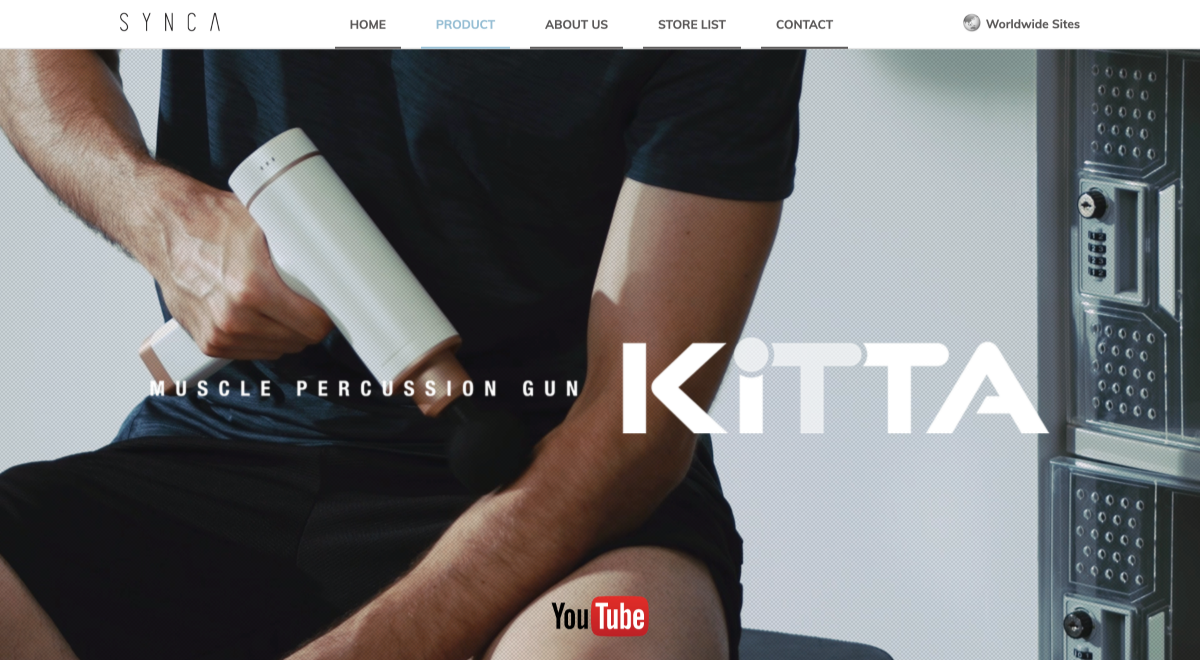 SYNCA
HOME
PRODUCT
ABOUT US
STORE LIST
CONTACT
Worldwide Sites
MUSCLE PERCUSSION GUN
KiTTA
YouTube